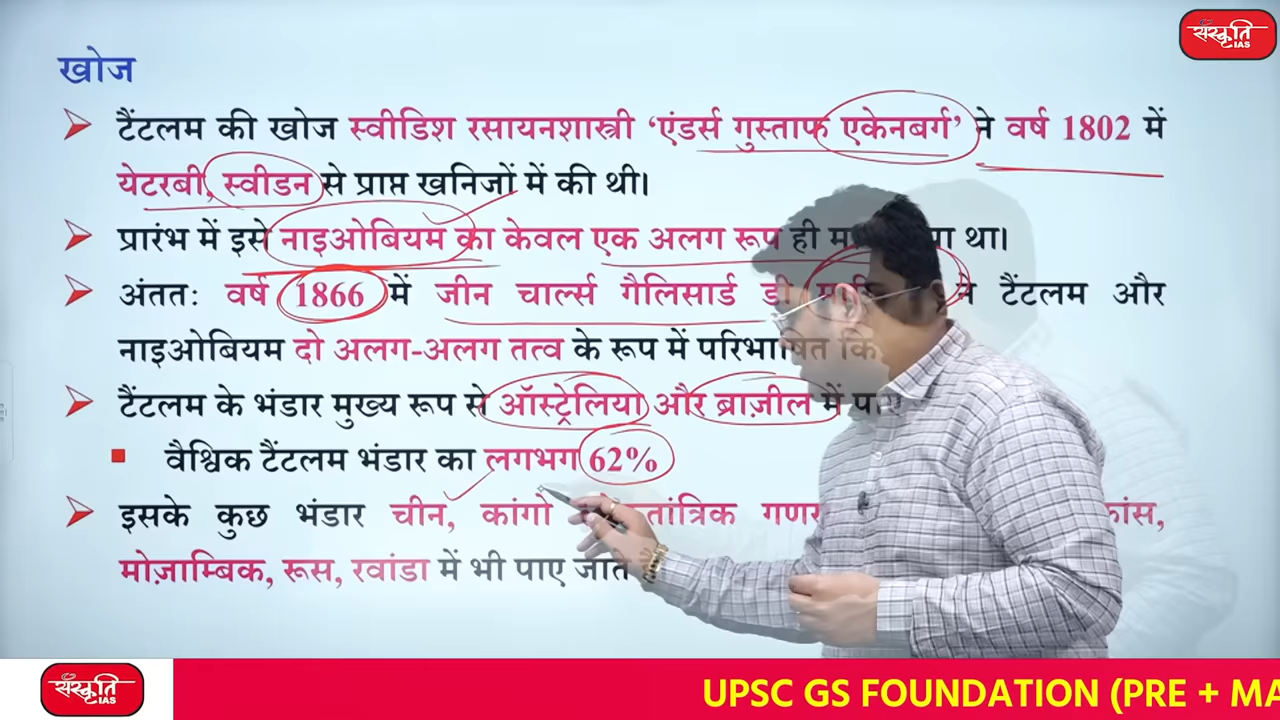 संस्कृति
IAS
खोज
टैंटलम की खोज स्वीडिश रसायनशास्त्री ‘एंडर्स गुस्ताफ एकेनबर्ग’ ने वर्ष 1802 में
येटरबी, स्वीडन से प्राप्त खनिजों में की थी।
प्रारंभ में इसे नाइओबियम का केवल एक अलग रूप ही था।
अंततः वर्ष 1866 में जीन चार्ल्स गैलिसार्ड डी ने टैंटलम और
नाइओबियम दो अलग-अलग तत्व के रूप में परिभाषित
टैंटलम के भंडार मुख्य रूप से ऑस्ट्रेलिया और ब्राज़ील में
वैश्विक टैंटलम भंडार का लगभग 62%
इसके कुछ भंडार चीन, कांगो
मोज़ाम्बिक, रूस, रवांडा में भी पाए जाते
संस्कृति
IAS
UPSC GS FOUNDATION (PRE +